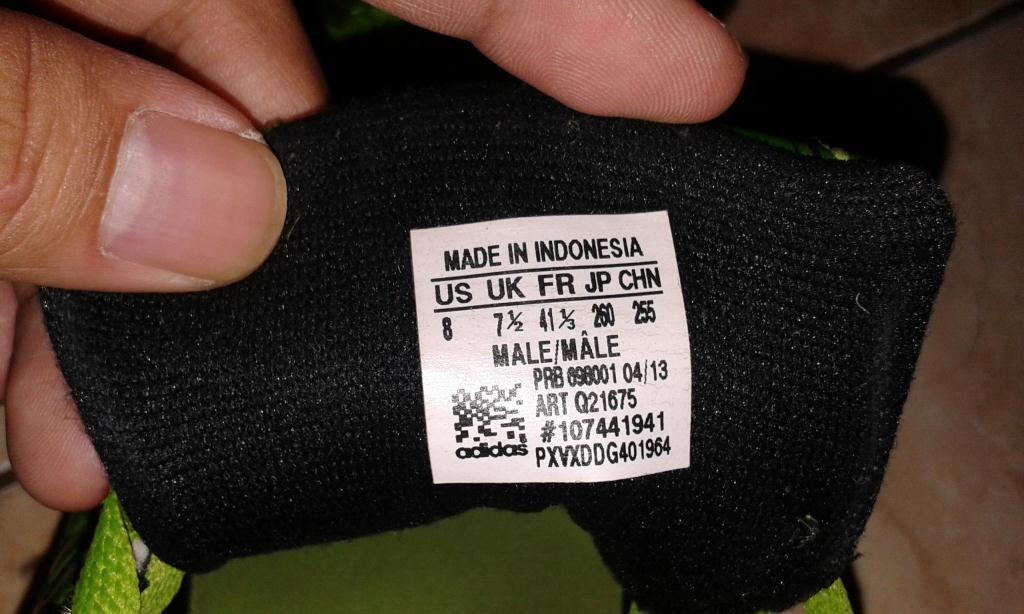 MADE IN INDONESIA
US UK FR JP CHN
8 7½ 41⅓ 260 255
MALE/MÂLE
PRB 698001 04/13
ART Q21675
#107441941
adidas PXVXDDG401964